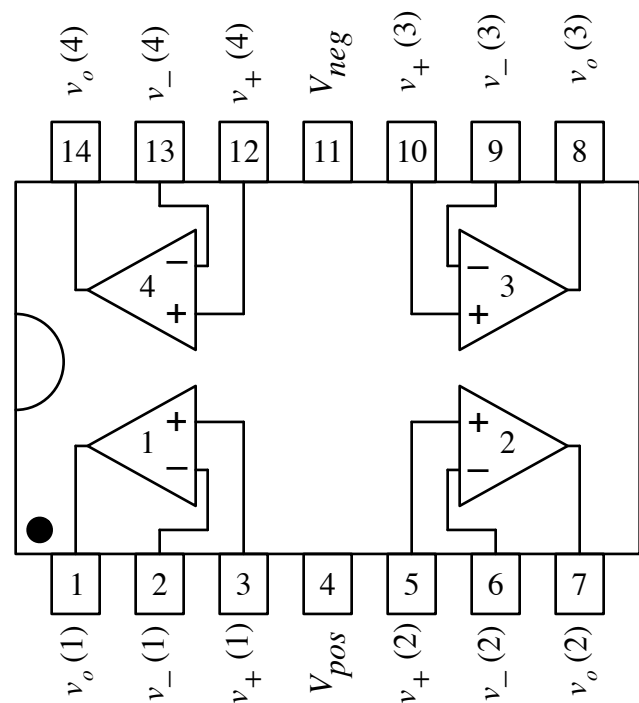 v_o (4) v_– (4) v_+ (4) V_neg v_+ (3) v_– (3) v_o (3)
14 13 12 11 10 9 8
– –
4 3
+ +
+ +
1 2
– –
1 2 3 4 5 6 7
v_o (1) v_– (1) v_+ (1) V_pos v_+ (2) v_– (2) v_o (2)